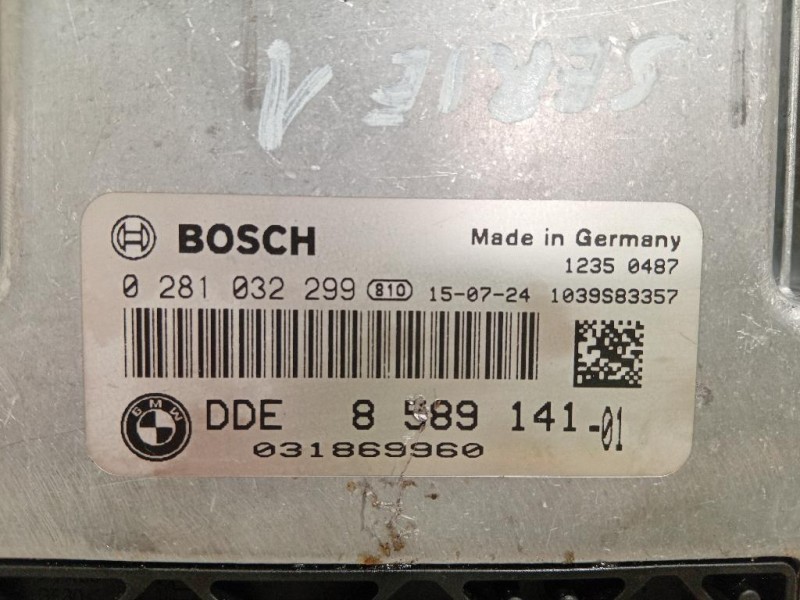 SERIE 1
BOSCH Made in Germany
1235 0487
0 281 032 299 810 15-07-24 1039S83357
BMW DDE 8 589 141-01
031869960